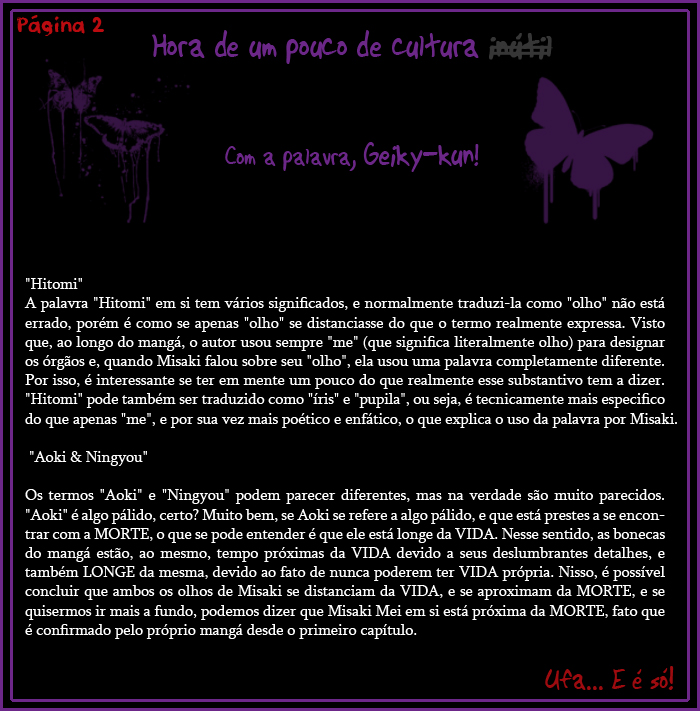 Página 2
Hora de um pouco de cultura inútil
Com a palavra, Geiky-kun!
"Hitomi"
A palavra "Hitomi" em si tem vários significados, e normalmente traduzi-la como "olho" não está
errado, porém é como se apenas "olho" se distanciasse do que o termo realmente expressa. Visto
que, ao longo do mangá, o autor usou sempre "me" (que significa literalmente olho) para designar
os órgãos e, quando Misaki falou sobre seu "olho", ela usou uma palavra completamente diferente.
Por isso, é interessante se ter em mente um pouco do que realmente esse substantivo tem a dizer.
"Hitomi" pode também ser traduzido como "íris" e "pupila", ou seja, é tecnicamente mais especifico
do que apenas "me", e por sua vez mais poético e enfático, o que explica o uso da palavra por Misaki.
"Aoki & Ningyou"
Os termos "Aoki" e "Ningyou" podem parecer diferentes, mas na verdade são muito parecidos.
"Aoki" é algo pálido, certo? Muito bem, se Aoki se refere a algo pálido, e que está prestes a se encon-
trar com a MORTE, o que se pode entender é que ele está longe da VIDA. Nesse sentido, as bonecas
do mangá estão, ao mesmo, tempo próximas da VIDA devido a seus deslumbrantes detalhes, e
também LONGE da mesma, devido ao fato de nunca poderem ter VIDA própria. Nisso, é possível
concluir que ambos os olhos de Misaki se distanciam da VIDA, e se aproximam da MORTE, e se
quisermos ir mais a fundo, podemos dizer que Misaki Mei em si está próxima da MORTE, fato que
é confirmado pelo próprio mangá desde o primeiro capítulo.
Ufa... E é só!